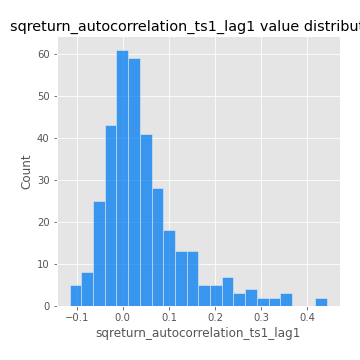 sqreturn_autocorrelation_ts1_lag1 value distribut
60
50
40
30
20
10
0
Count
−0.1 0.0 0.1 0.2 0.3 0.4
sqreturn_autocorrelation_ts1_lag1